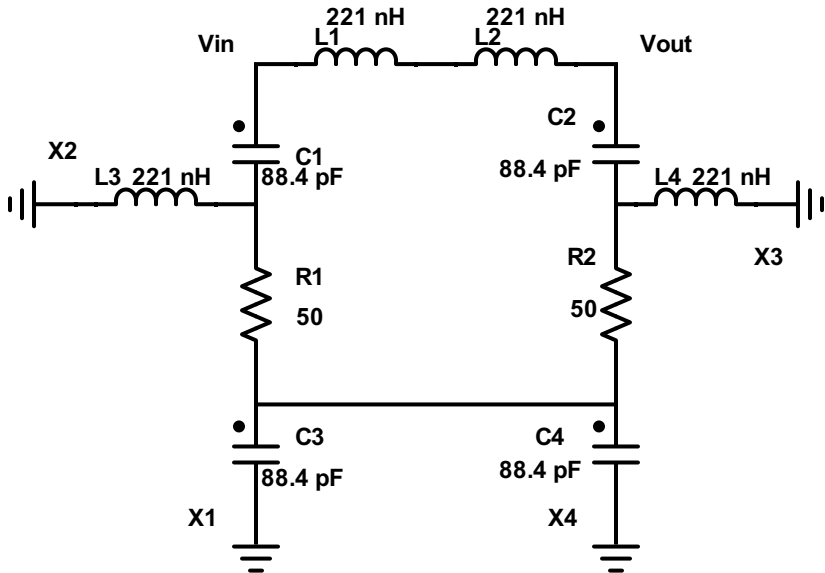 221 nH
221 nH
Vin
L1
L2
Vout
C2
C1
88.4 pF
88.4 pF
X2
L3 221 nH
L4 221 nH
X3
R1
50
R2
50
C3
88.4 pF
C4
88.4 pF
X1
X4